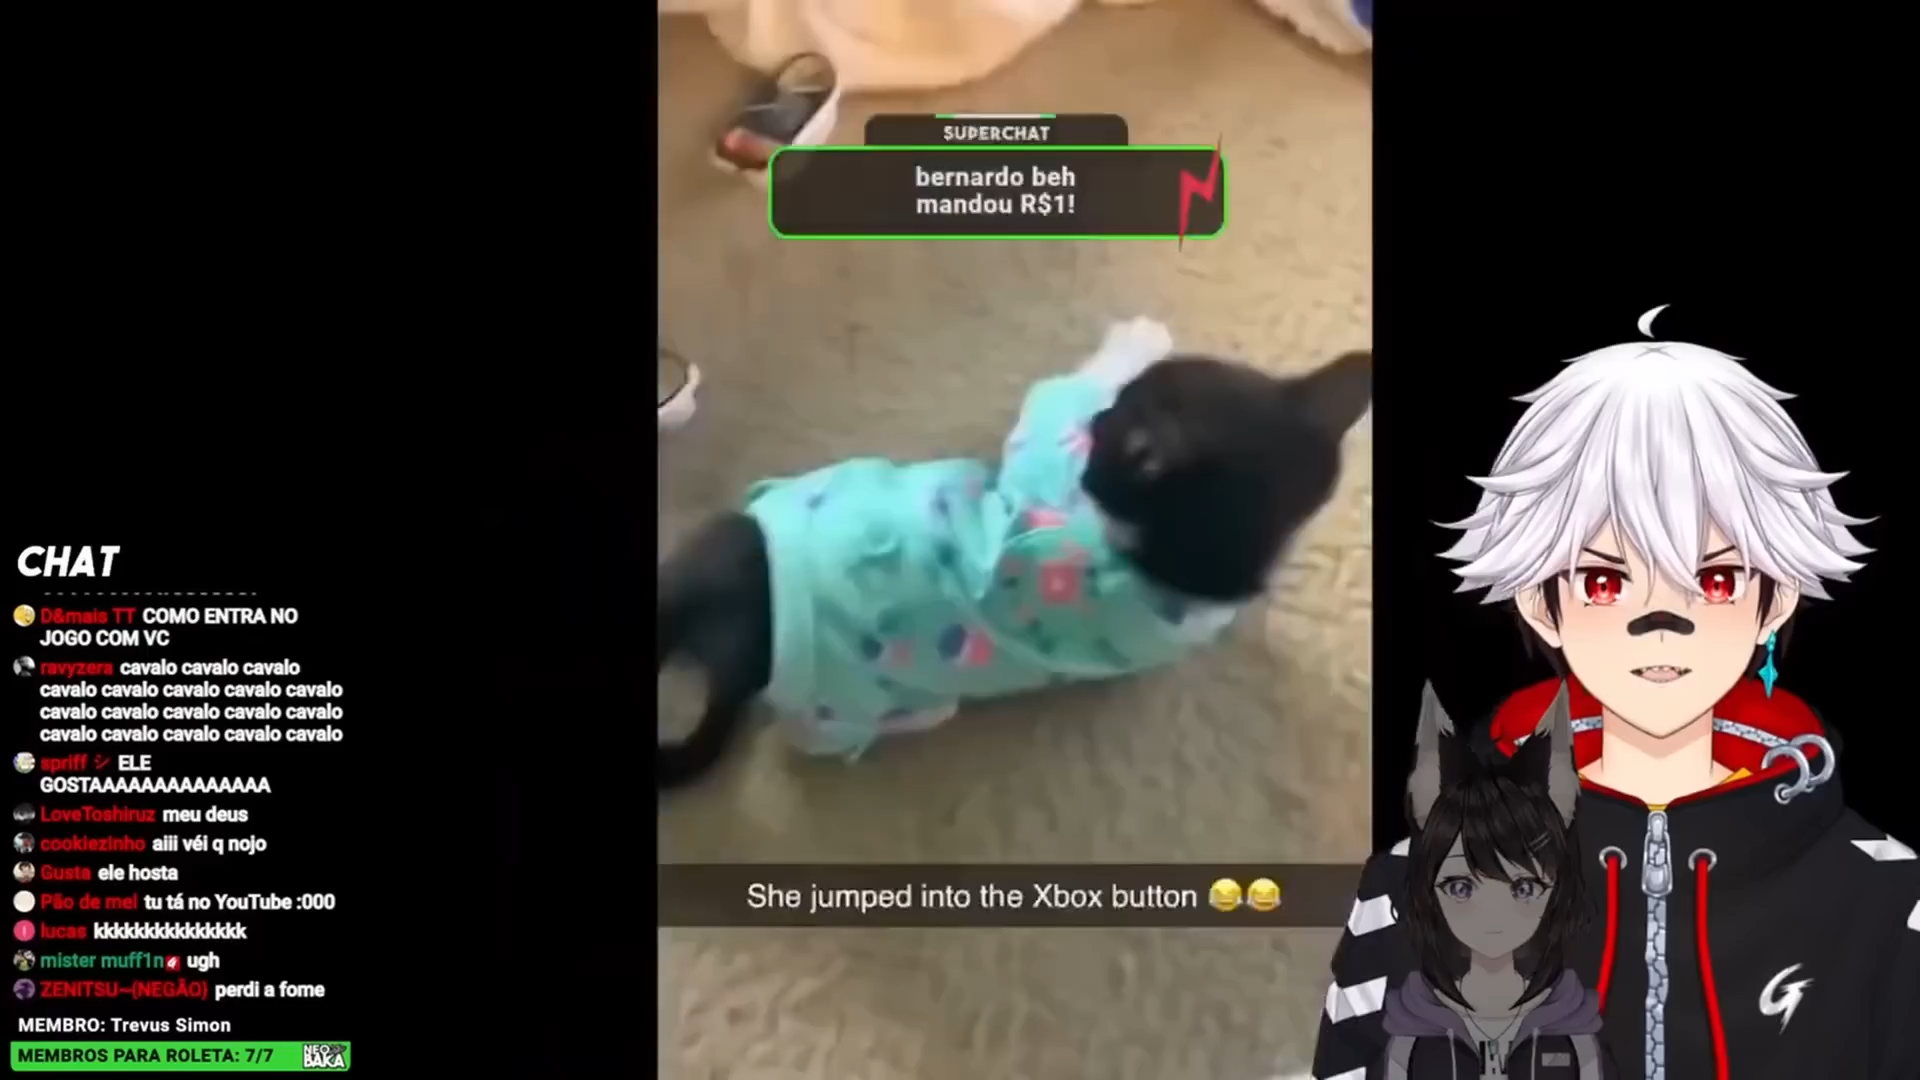 SUPERCHAT
bernardo beh
mandou R$1!
She jumped into the Xbox button 😂😂
CHAT
D&mais TT COMO ENTRA NO
JOGO COM VC
ravyzera cavalo cavalo cavalo
cavalo cavalo cavalo cavalo cavalo
cavalo cavalo cavalo cavalo cavalo
cavalo cavalo cavalo cavalo cavalo
spriff シ ELE
GOSTAAAAAAAAAAAAAA
LoveToshiruz meu deus
cookiezinho aiii véi q nojo
Gusta ele hosta
Pão de mel tu tá no YouTube :000
lucas kkkkkkkkkkkkkkk
mister muff1n ugh
ZENITSU~(NEGÃO) perdi a fome
MEMBRO: Trevus Simon
MEMBROS PARA ROLETA: 7/7
NEO
BAKA
G